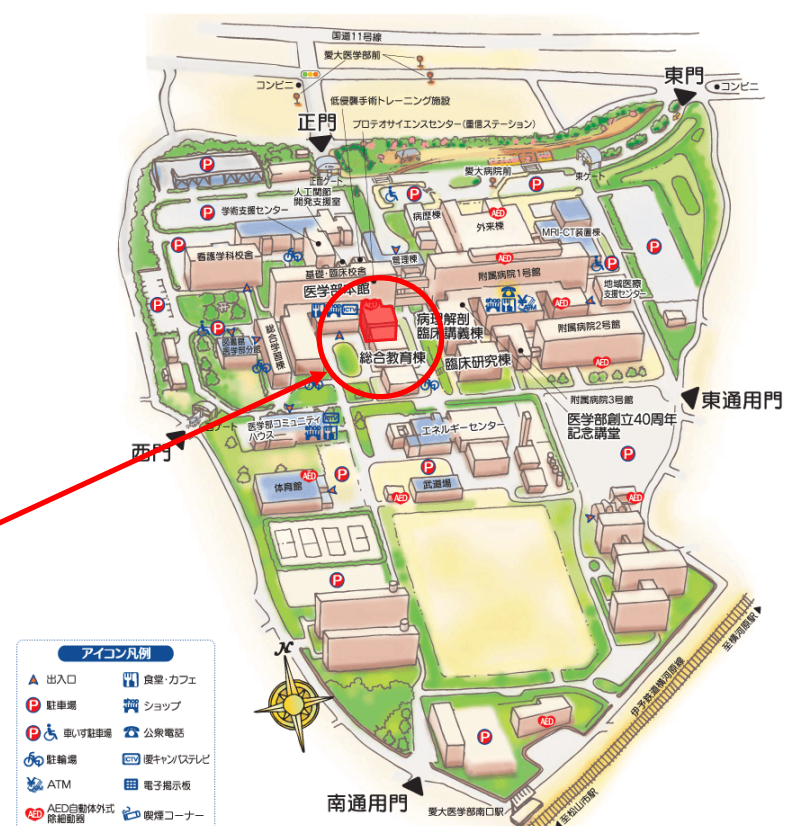 国道11号線
愛大医学部前
コンビニ
東門
コンビニ
低侵襲手術トレーニング施設
正門
プロテオサイエンスセンター(重信ステーション)
愛大病院前
東ゲート
正面ゲート
人工関節
開発支援室
学術支援センター
病歴棟
外来棟
AED
MRI-CT装置棟
看護学科校舎
管理棟
基礎・臨床校舎
附属病院1号館
AED
地域医療
支援センター
医学部本館
AED
CTV
ATM
AED
病理解剖
臨床講義棟
附属病院2号館
図書館
医学部分館
総合学習棟
総合教育棟
臨床研究棟
AED
附属病院3号館
東通用門
医学部創立40周年
記念講堂
西門
医学部コミュニティ
ハウス
CTV
エネルギーセンター
体育館
AED
武道場
AED
AED
アイコン凡例
出入口
食堂・カフェ
P 駐車場
ショップ
P 車いす駐車場
公衆電話
駐輪場
CTV 愛キャンパステレビ
ATM
電子掲示板
AED AED自動体外式
除細動器
喫煙コーナー
N
至横河原駅
伊予鉄道横河原線
AED
南通用門
愛大医学部南口駅
至松山市駅